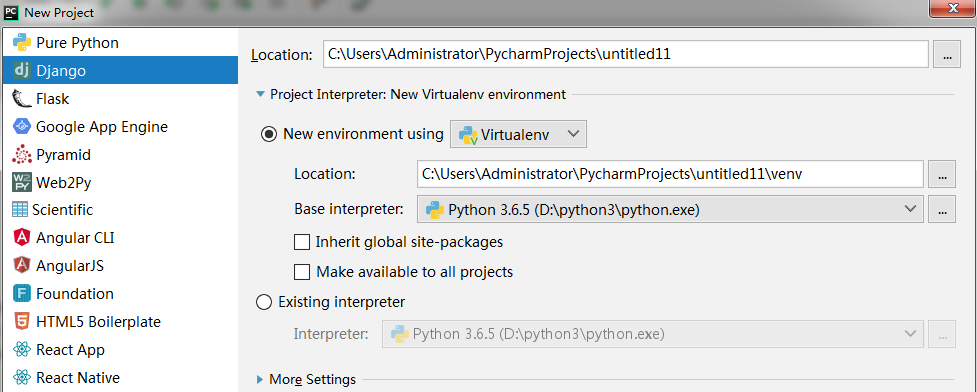 PC New Project
Pure Python
dj Django
Flask
Google App Engine
Pyramid
W2 PY Web2Py
Scientific
Angular CLI
AngularJS
Foundation
HTML5 Boilerplate
React App
React Native
Location: C:\Users\Administrator\PycharmProjects\untitled11 ...
Project Interpreter: New Virtualenv environment
New environment using Virtualenv
Location: C:\Users\Administrator\PycharmProjects\untitled11\venv ...
Base interpreter: Python 3.6.5 (D:\python3\python.exe) ...
Inherit global site-packages
Make available to all projects
Existing interpreter
Interpreter: Python 3.6.5 (D:\python3\python.exe) ...
More Settings